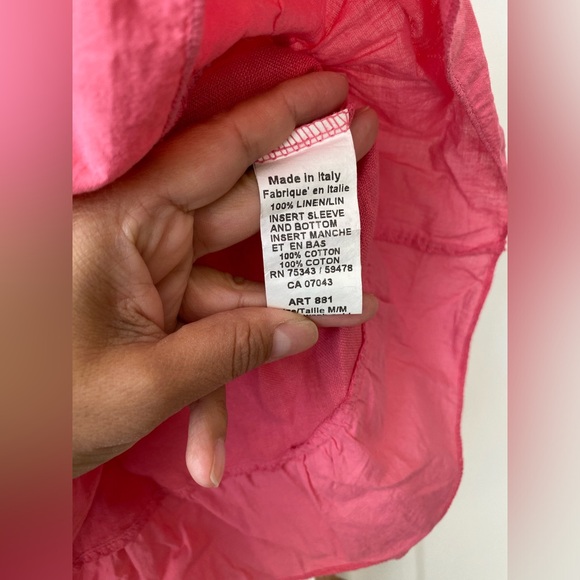 Made in Italy
Fabrique' en Italie
100% LINEN/LIN
INSERT SLEEVE
AND BOTTOM
INSERT MANCHE
ET EN BAS
100% COTTON
100% COTON
RN 75343 / 59478
CA 07043
ART 891
/Taille M/M